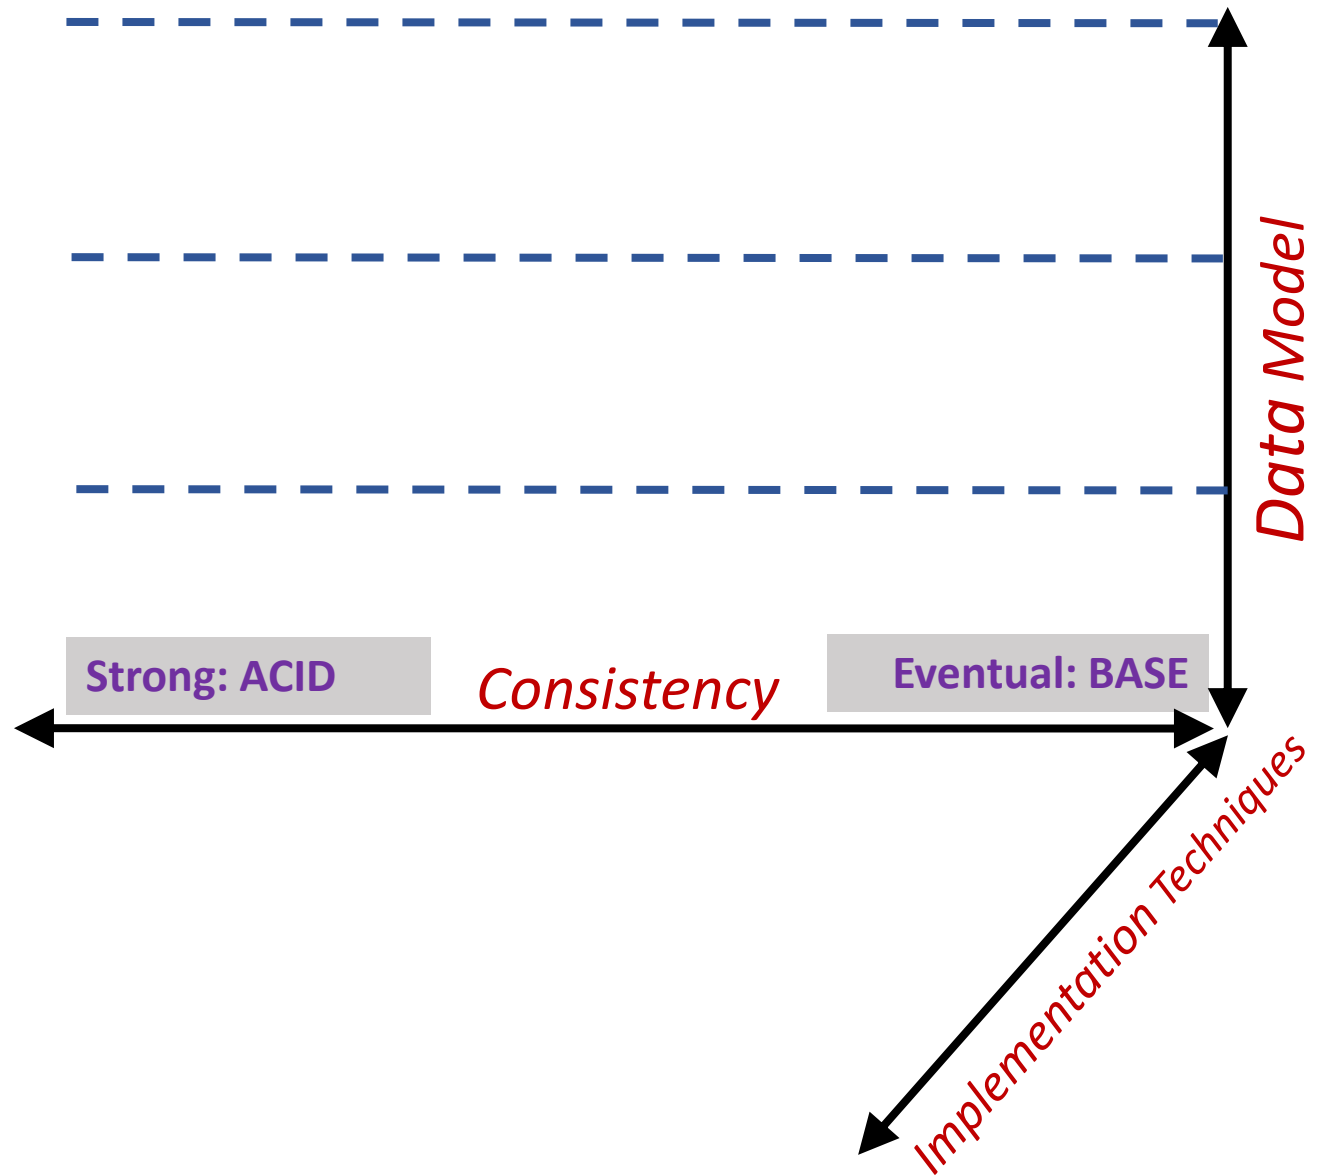 Data Model
Strong: ACID
Consistency
Eventual: BASE
Implementation Techniques